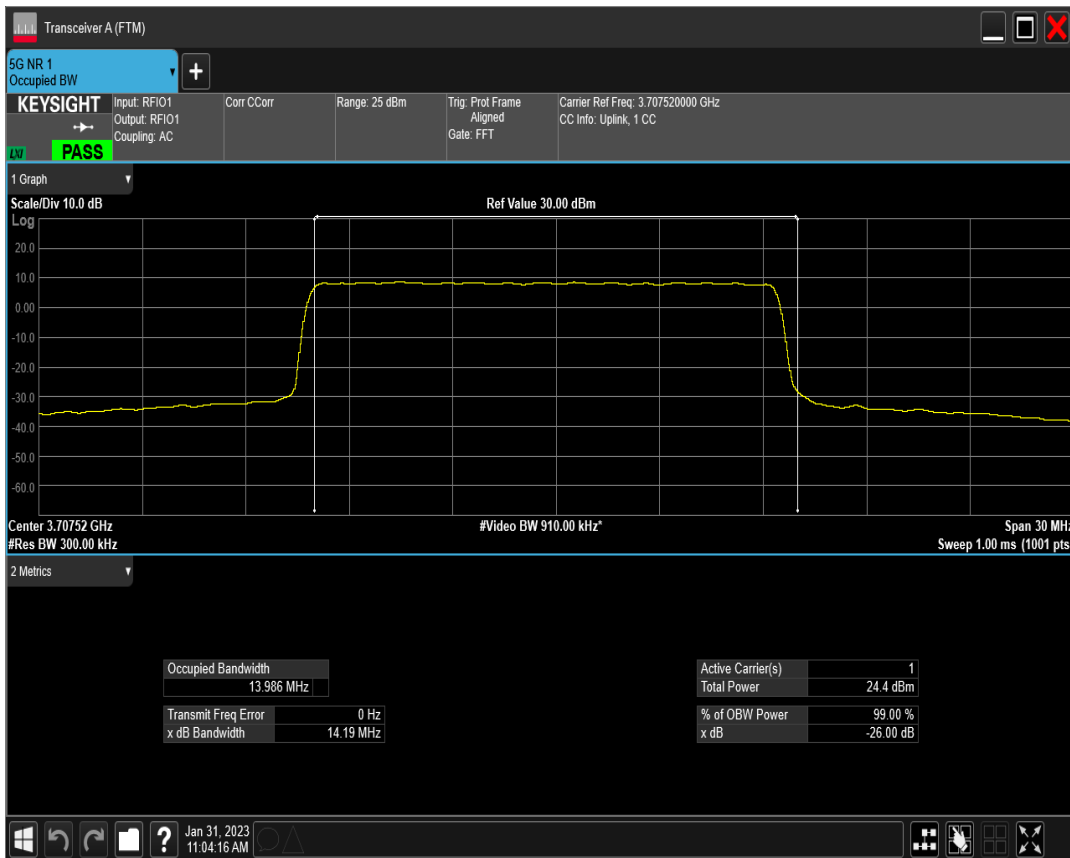 Transceiver A (FTM)
5G NR 1
Occupied BW
+
KEYSIGHT
LXI
PASS
Input: RFIO1
Output: RFIO1
Coupling: AC
Corr CCorr
Range: 25 dBm
Trig: Prot Frame
Aligned
Gate: FFT
Carrier Ref Freq: 3.707520000 GHz
CC Info: Uplink, 1 CC
1 Graph
Scale/Div 10.0 dB
Ref Value 30.00 dBm
Log
20.0
10.0
0.00
-10.0
-20.0
-30.0
-40.0
-50.0
-60.0
Center 3.70752 GHz
#Video BW 910.00 kHz*
Span 30 MHz
#Res BW 300.00 kHz
Sweep 1.00 ms (1001 pts
2 Metrics
Occupied Bandwidth
13.986 MHz
Transmit Freq Error 0 Hz
x dB Bandwidth 14.19 MHz
Active Carrier(s) 1
Total Power 24.4 dBm
% of OBW Power 99.00 %
x dB -26.00 dB
?
Jan 31, 2023
11:04:16 AM